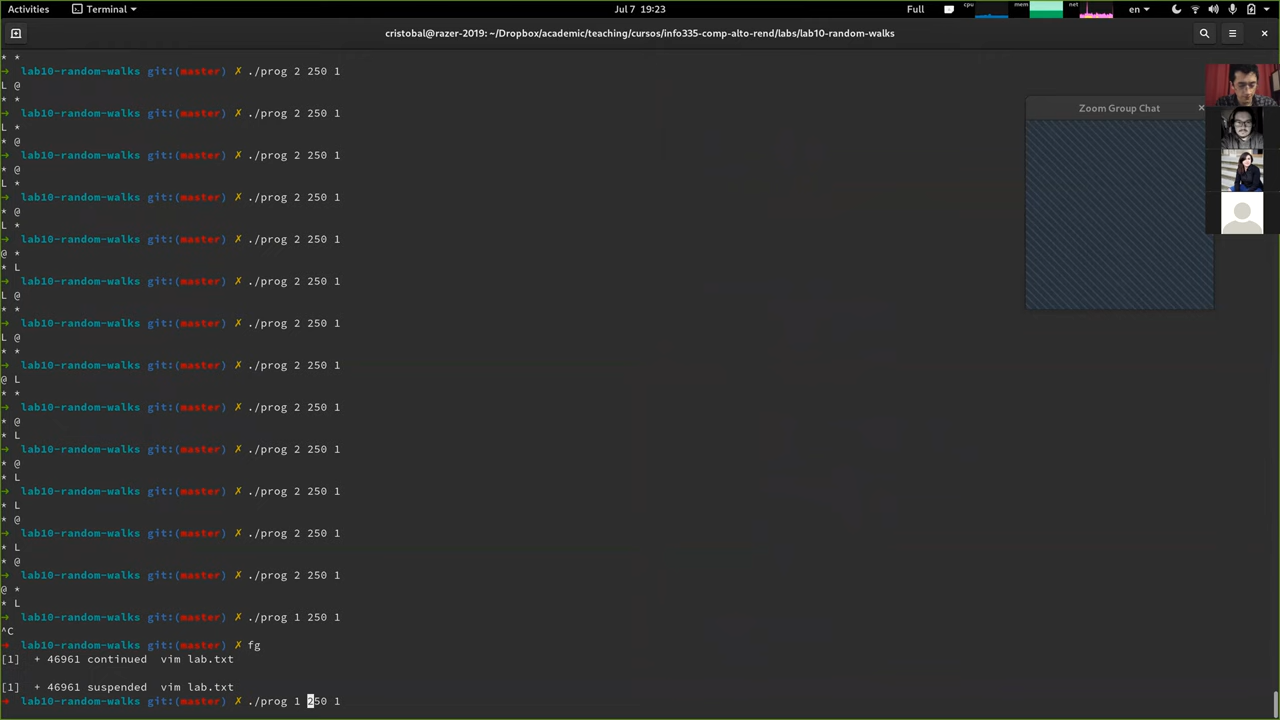 Activities
Terminal
Jul 7 19:23
Full
cpu
mem
net
en
cristobal@razer-2019: ~/Dropbox/academic/teaching/cursos/info335-comp-alto-rend/labs/lab10-random-walks
Zoom Group Chat
* *
➜ lab10-random-walks git:(master) ✗ ./prog 2 250 1
L @
* *
➜ lab10-random-walks git:(master) ✗ ./prog 2 250 1
L *
* @
➜ lab10-random-walks git:(master) ✗ ./prog 2 250 1
* @
L *
➜ lab10-random-walks git:(master) ✗ ./prog 2 250 1
* @
L *
➜ lab10-random-walks git:(master) ✗ ./prog 2 250 1
@ *
* L
➜ lab10-random-walks git:(master) ✗ ./prog 2 250 1
L @
* *
➜ lab10-random-walks git:(master) ✗ ./prog 2 250 1
L @
* *
➜ lab10-random-walks git:(master) ✗ ./prog 2 250 1
@ L
* *
➜ lab10-random-walks git:(master) ✗ ./prog 2 250 1
* @
* L
➜ lab10-random-walks git:(master) ✗ ./prog 2 250 1
* @
* L
➜ lab10-random-walks git:(master) ✗ ./prog 2 250 1
* L
* @
➜ lab10-random-walks git:(master) ✗ ./prog 2 250 1
* L
* @
➜ lab10-random-walks git:(master) ✗ ./prog 2 250 1
@ *
* L
➜ lab10-random-walks git:(master) ✗ ./prog 1 250 1
^C
➜ lab10-random-walks git:(master) ✗ fg
[1]  + 46961 continued  vim lab.txt
[1]  + 46961 suspended  vim lab.txt
➜ lab10-random-walks git:(master) ✗ ./prog 1 250 1